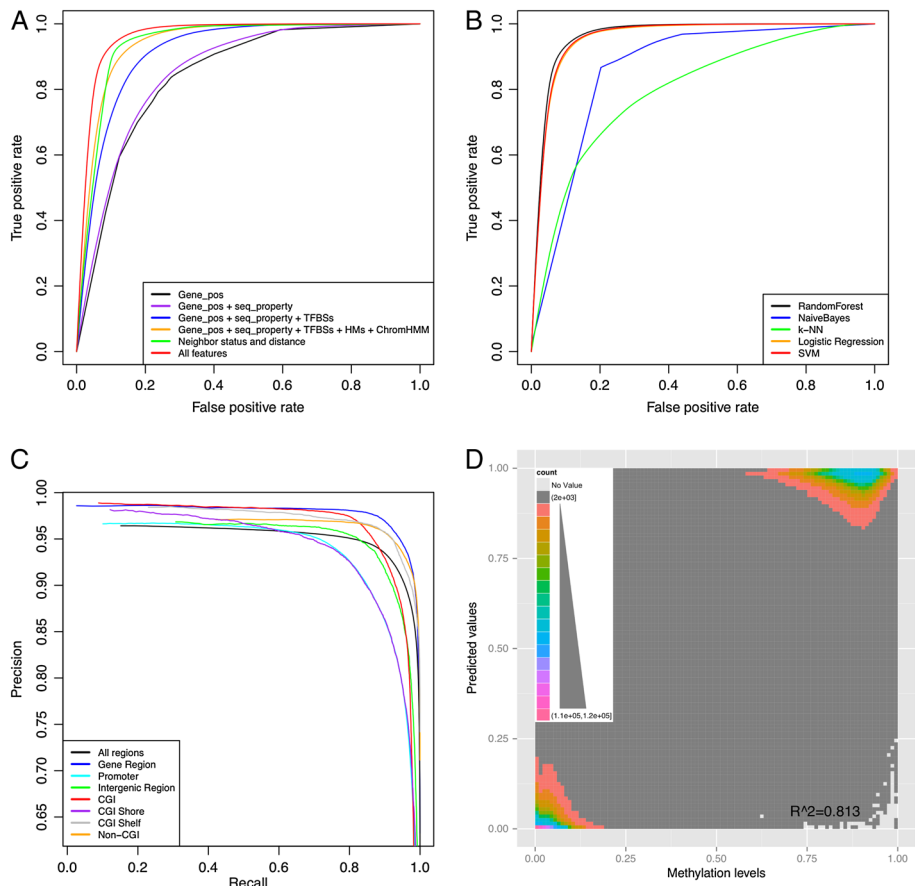 A
True positive rate
1.0
0.8
0.6
0.4
0.2
0.0
Gene_pos
Gene_pos + seq_property
Gene_pos + seq_property + TFBSs
Gene_pos + seq_property + TFBSs + HMs + ChromHMM
Neighbor status and distance
All features
0.0 0.2 0.4 0.6 0.8 1.0
False positive rate
B
True positive rate
1.0
0.8
0.6
0.4
0.2
0.0
RandomForest
NaiveBayes
k-NN
Logistic Regression
SVM
0.0 0.2 0.4 0.6 0.8 1.0
False positive rate
C
Precision
1.00
0.95
0.90
0.85
0.80
0.75
0.70
0.65
All regions
Gene Region
Promoter
Intergenic Region
CGI
CGI Shore
CGI Shelf
Non-CGI
0.0 0.2 0.4 0.6 0.8 1.0
Recall
D
Predicted values
1.00
0.75
0.50
0.25
0.00
count
No Value
(2e+03]
(1.1e+05,1.2e+05]
R^2=0.813
0.00 0.25 0.50 0.75 1.00
Methylation levels